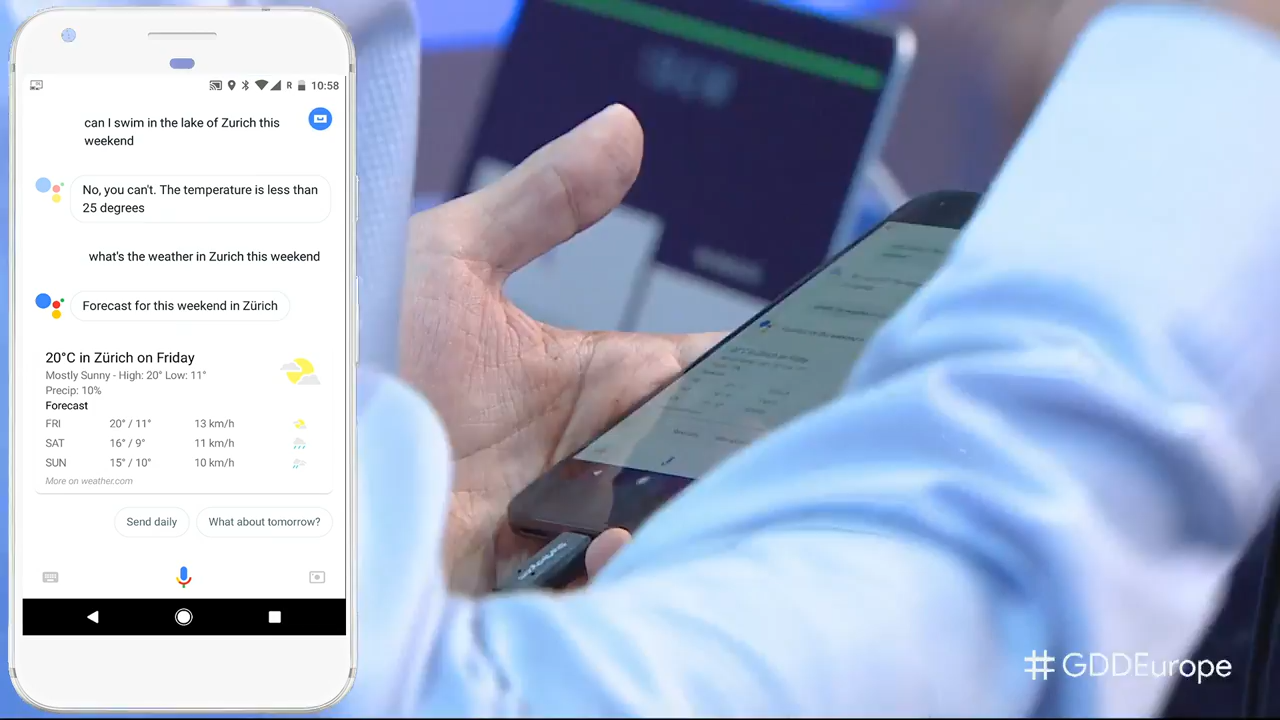 10:58
R
can I swim in the lake of Zurich this
weekend
No, you can't. The temperature is less than
25 degrees
what's the weather in Zurich this weekend
Forecast for this weekend in Zürich
20°C in Zürich on Friday
Mostly Sunny - High: 20° Low: 11°
Precip: 10%
Forecast
FRI 20° / 11° 13 km/h
SAT 16° / 9° 11 km/h
SUN 15° / 10° 10 km/h
More on weather.com
Send daily
What about tomorrow?
#GDDEurope